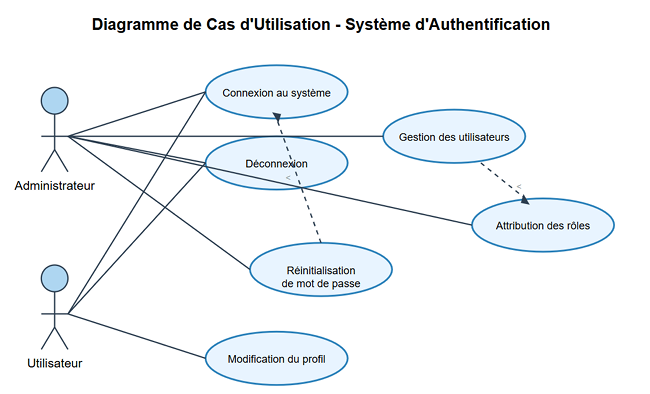 Diagramme de Cas d'Utilisation - Système d'Authentification
Connexion au système
Gestion des utilisateurs
Déconnexion
<
<
Administrateur
Attribution des rôles
Réinitialisation
de mot de passe
Utilisateur
Modification du profil